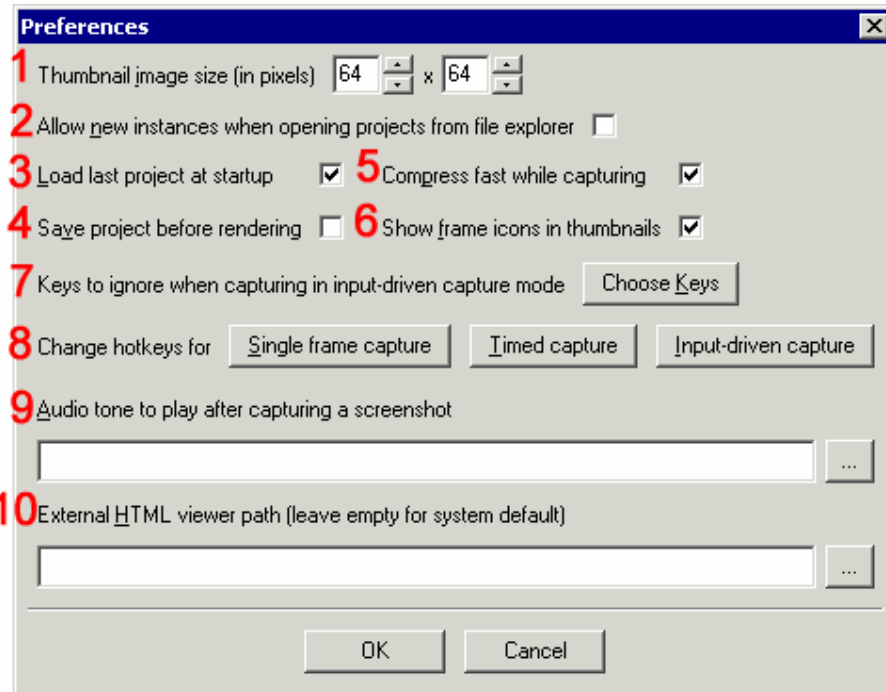 Preferences
1 Thumbnail image size (in pixels) 64 x 64
2 Allow new instances when opening projects from file explorer
3 Load last project at startup 5 Compress fast while capturing
4 Save project before rendering 6 Show frame icons in thumbnails
7 Keys to ignore when capturing in input-driven capture mode Choose Keys
8 Change hotkeys for Single frame capture Timed capture Input-driven capture
9 Audio tone to play after capturing a screenshot
...
10 External HTML viewer path (leave empty for system default)
...
OK Cancel